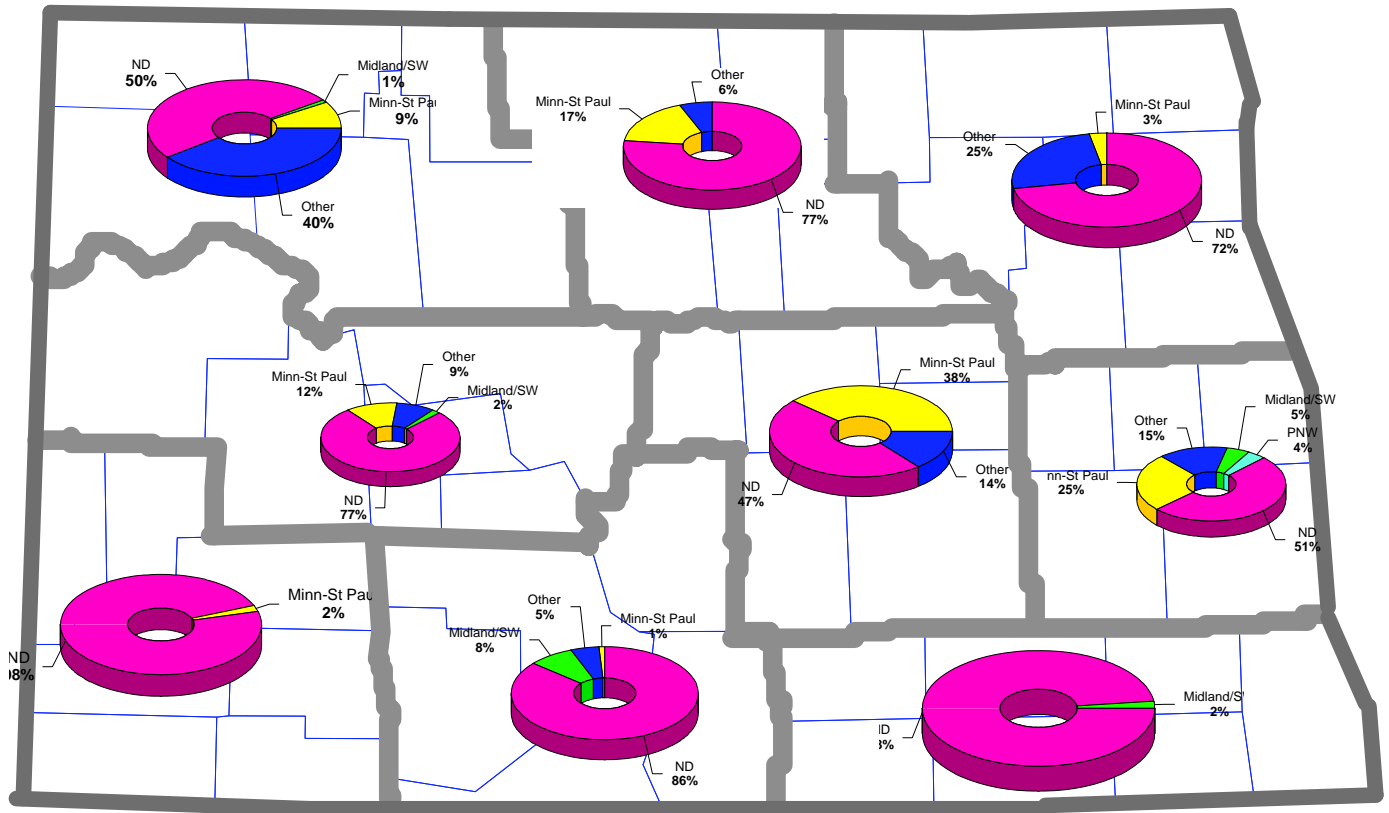 ND
50%
Midland/SW
1%
Minn-St Pau
9%
Other
40%
Other
6%
Minn-St Paul
17%
ND
77%
Minn-St Paul
3%
Other
25%
ND
72%
Other
9%
Minn-St Paul
12%
Midland/SW
2%
ND
77%
Minn-St Paul
38%
Other
14%
ND
47%
Midland/SW
5%
Other
15%
PNW
4%
nn-St Paul
25%
ND
51%
Minn-St Pau
2%
ND
8%
Other
5%
Minn-St Paul
1%
Midland/SW
8%
ND
86%
Midland/S
2%
D
8%